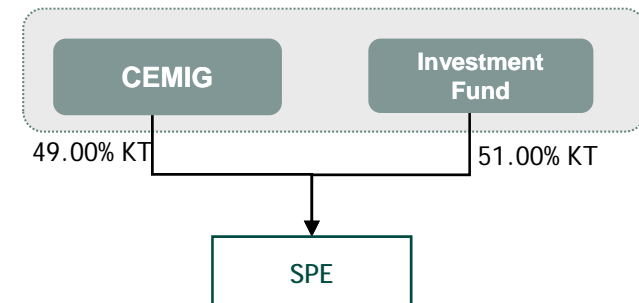 CEMIG
Investment
Fund
49.00% KT
51.00% KT
SPE